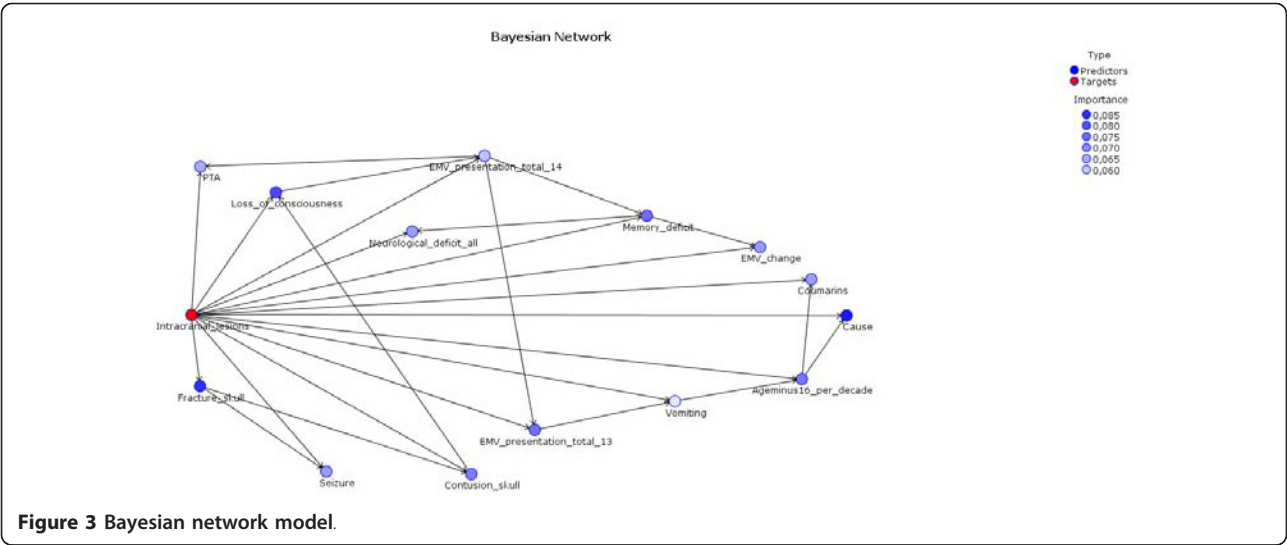 Bayesian Network
Type
Predictors
Targets
Importance
0,085
0,080
0,075
0,070
0,065
0,060
EMV_presentation_total_14
PTA
Loss_of_consciousness
Memory_deficit
Neurological_deficit_all
EMV_change
Coumarins
Intracranial_lesions
Cause
Fracture_skull
Ageminus16_per_decade
Vomiting
EMV_presentation_total_13
Seizure
Contusion_skull
Figure 3 Bayesian network model.